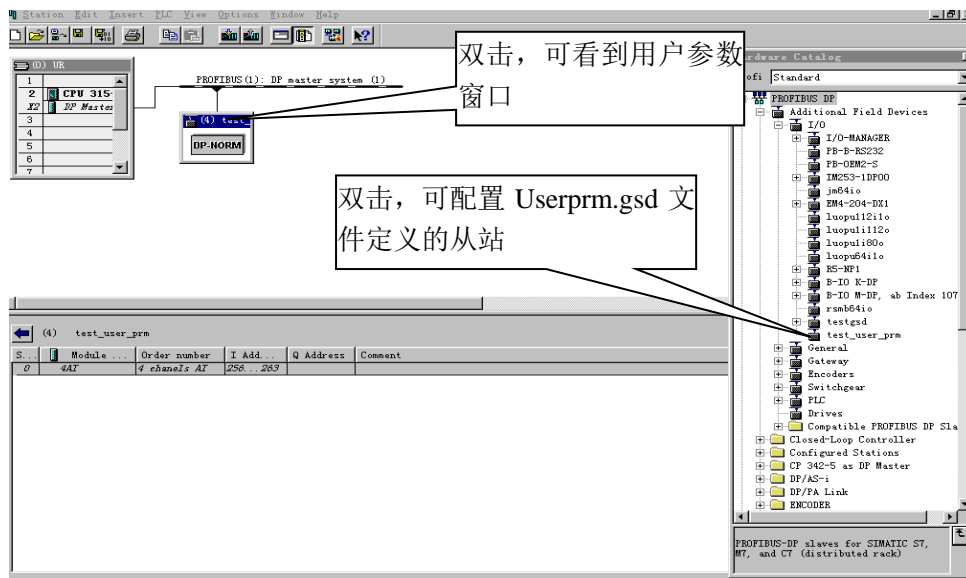 Station Edit Insert PLC View Options Window Help
双击，可看到用户参数
窗口
(0) UR
1
2 CPU 315-
X2 DP Master
3
4
5
6
7
PROFIBUS(1): DP master system (1)
(4) test_
DP-NORM
双击，可配置 Userprm.gsd 文
件定义的从站
(4) test_user_prm
S... Module ... Order number I Add... Q Address Comment
0 4AI 4 chanels AI 256...263
rdware Catalog
ofi Standard
PROFIBUS DP
Additional Field Devices
I/O
I/O-MANAGER
PB-B-RS232
PB-OEM2-S
IM253-1DP00
jm64io
EM4-204-DX1
luopu112i1o
luopu1i112o
luopu1i80o
luopu64i1o
R5-NP1
B-IO K-DP
B-IO M-DP, ab Index 107
rsmb64io
testgsd
test_user_prm
General
Gateway
Encoders
Switchgear
PLC
Drives
Compatible PROFIBUS DP Sla
Closed-Loop Controller
Configured Stations
CP 342-5 as DP Master
DP/AS-i
DP/PA Link
ENCODER
PROFIBUS-DP slaves for SIMATIC S7,
M7, and C7 (distributed rack)